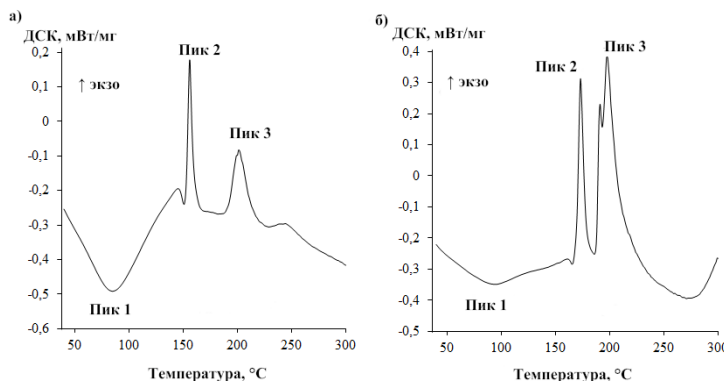 а)
ДСК, мВт/мг
0,2
0,1
0
-0,1
-0,2
-0,3
-0,4
-0,5
-0,6
↑ экзо
Пик 2
Пик 3
Пик 1
50 100 150 200 250 300
Температура, °С
б)
ДСК, мВт/мг
0,4
0,4
0,3
0,2
0,1
0
-0,1
-0,2
-0,3
-0,4
-0,5
↑ экзо
Пик 3
Пик 2
Пик 1
50 100 150 200 250 300
Температура, °С